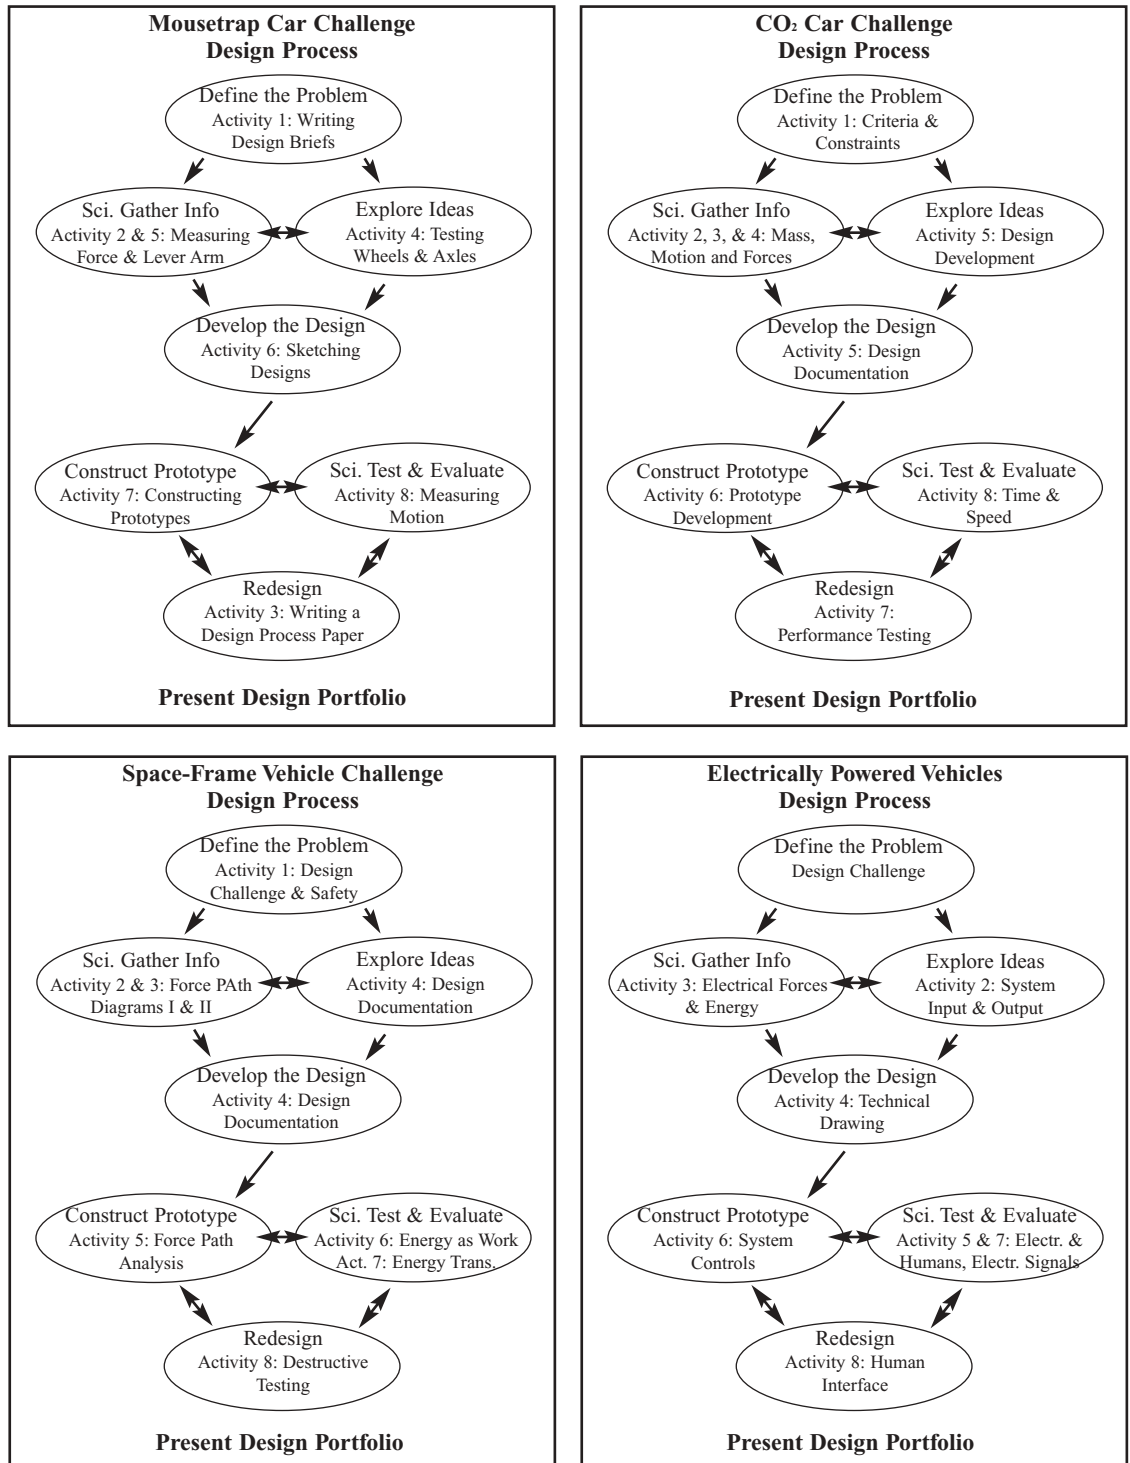 Mousetrap Car Challenge
Design Process
Define the Problem
Activity 1: Writing
Design Briefs
Sci. Gather Info
Activity 2 & 5: Measuring
Force & Lever Arm
Explore Ideas
Activity 4: Testing
Wheels & Axles
Develop the Design
Activity 6: Sketching
Designs
Construct Prototype
Activity 7: Constructing
Prototypes
Sci. Test & Evaluate
Activity 8: Measuring
Motion
Redesign
Activity 3: Writing a
Design Process Paper
Present Design Portfolio
CO₂ Car Challenge
Design Process
Define the Problem
Activity 1: Criteria &
Constraints
Sci. Gather Info
Activity 2, 3, & 4: Mass,
Motion and Forces
Explore Ideas
Activity 5: Design
Development
Develop the Design
Activity 5: Design
Documentation
Construct Prototype
Activity 6: Prototype
Development
Sci. Test & Evaluate
Activity 8: Time &
Speed
Redesign
Activity 7:
Performance Testing
Present Design Portfolio
Space-Frame Vehicle Challenge
Design Process
Define the Problem
Activity 1: Design
Challenge & Safety
Sci. Gather Info
Activity 2 & 3: Force PAth
Diagrams I & II
Explore Ideas
Activity 4: Design
Documentation
Develop the Design
Activity 4: Design
Documentation
Construct Prototype
Activity 5: Force Path
Analysis
Sci. Test & Evaluate
Activity 6: Energy as Work
Act. 7: Energy Trans.
Redesign
Activity 8: Destructive
Testing
Present Design Portfolio
Electrically Powered Vehicles
Design Process
Define the Problem
Design Challenge
Sci. Gather Info
Activity 3: Electrical Forces
& Energy
Explore Ideas
Activity 2: System
Input & Output
Develop the Design
Activity 4: Technical
Drawing
Construct Prototype
Activity 6: System
Controls
Sci. Test & Evaluate
Activity 5 & 7: Electr. &
Humans, Electr. Signals
Redesign
Activity 8: Human
Interface
Present Design Portfolio